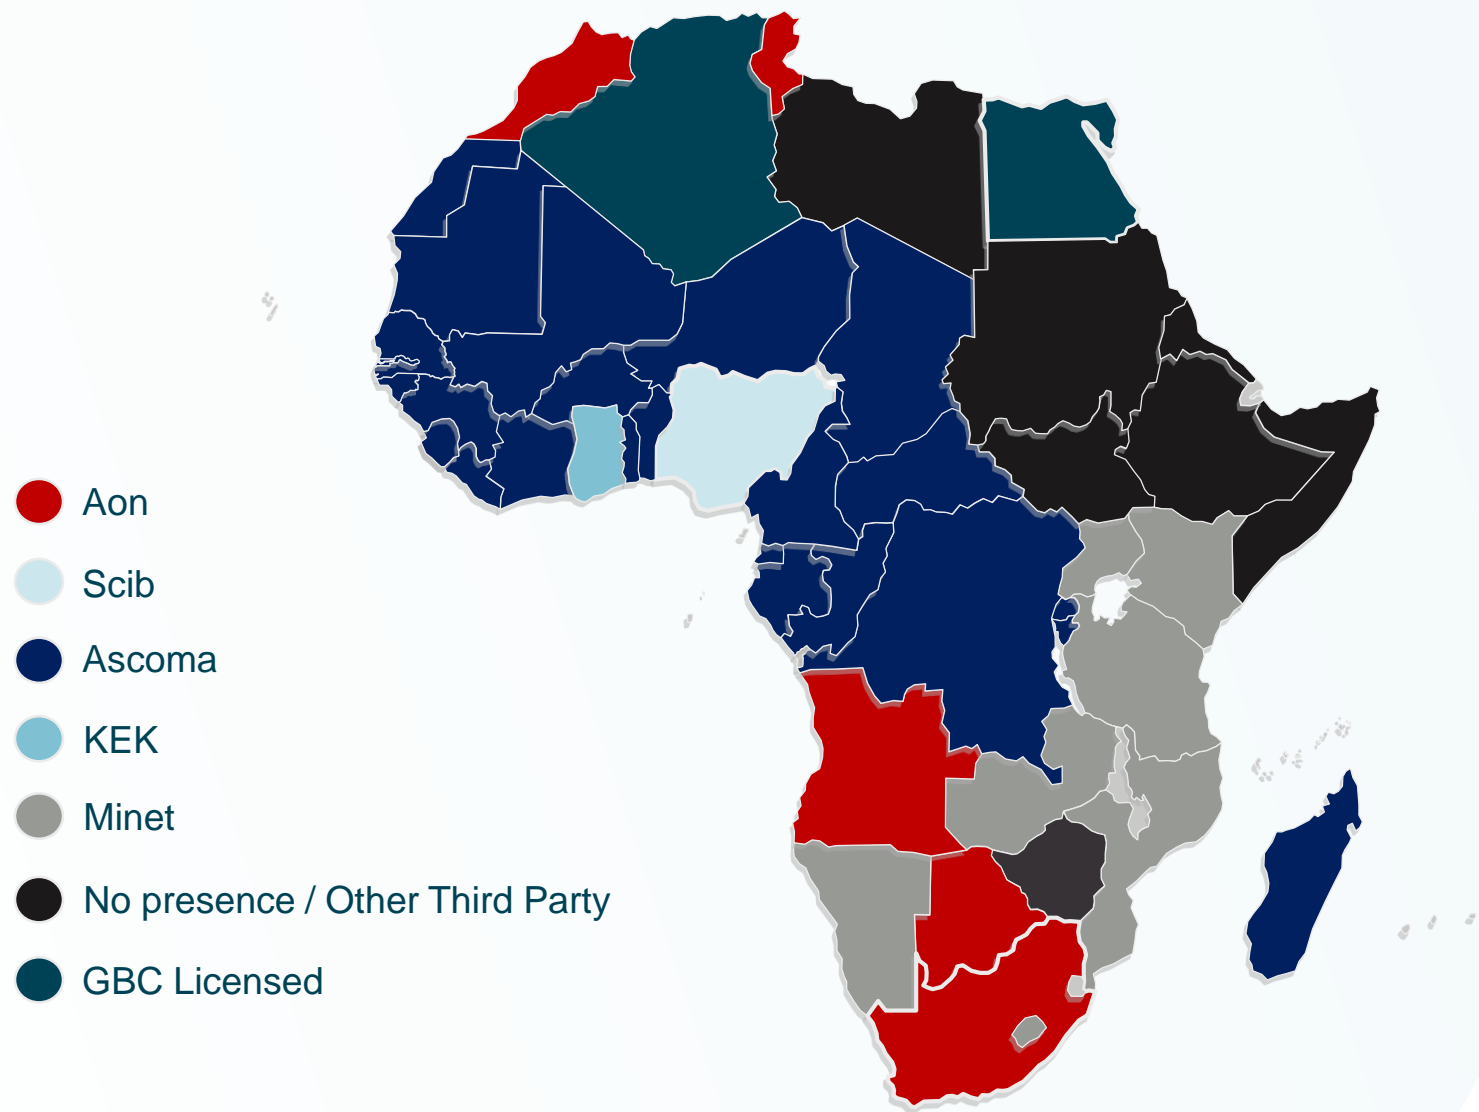 Aon
Scib
Ascoma
KEK
Minet
No presence / Other Third Party
GBC Licensed